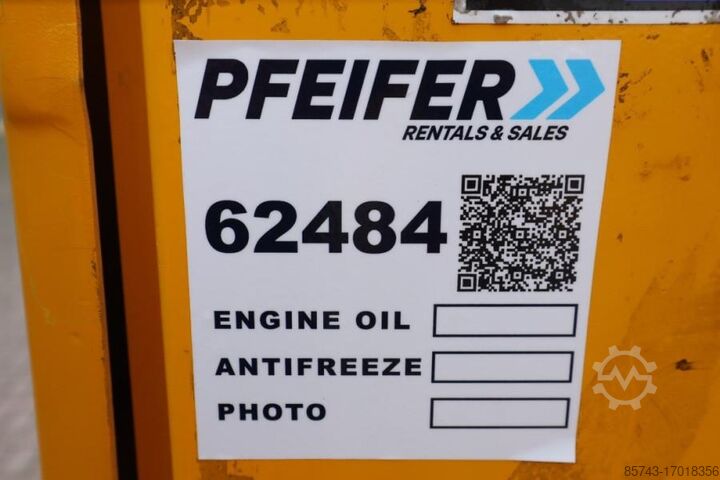 PFEIFER
RENTALS & SALES
62484
ENGINE OIL
ANTIFREEZE
PHOTO
85743-17018356